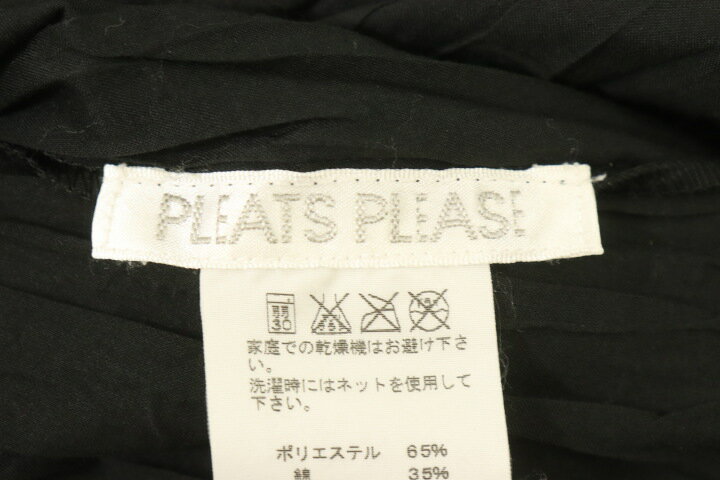 PLEATS PLEASE
弱
30
家庭での乾燥機はお避け下さ
い。
洗濯時にはネットを使用して
下さい。
ポリエステル 65%
綿 35%